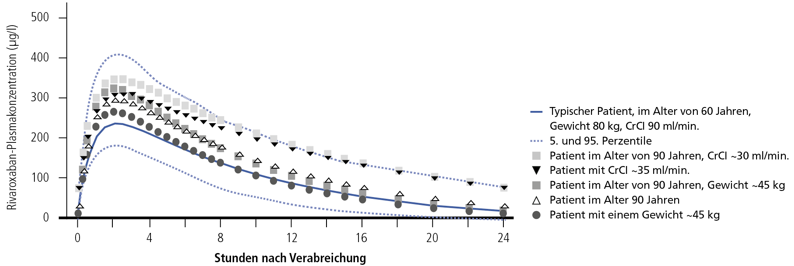 Rivaroxaban-Plasmakonzentration (µg/l)
500
400
300
200
100
0
0 4 8 12 16 20 24
Stunden nach Verabreichung
Typischer Patient, im Alter von 60 Jahren,
Gewicht 80 kg, CrCl 90 ml/min.
5. und 95. Perzentile
Patient im Alter von 90 Jahren, CrCl ~30 ml/min.
Patient mit CrCl ~35 ml/min.
Patient im Alter von 90 Jahren, Gewicht ~45 kg
Patient im Alter 90 Jahren
Patient mit einem Gewicht ~45 kg